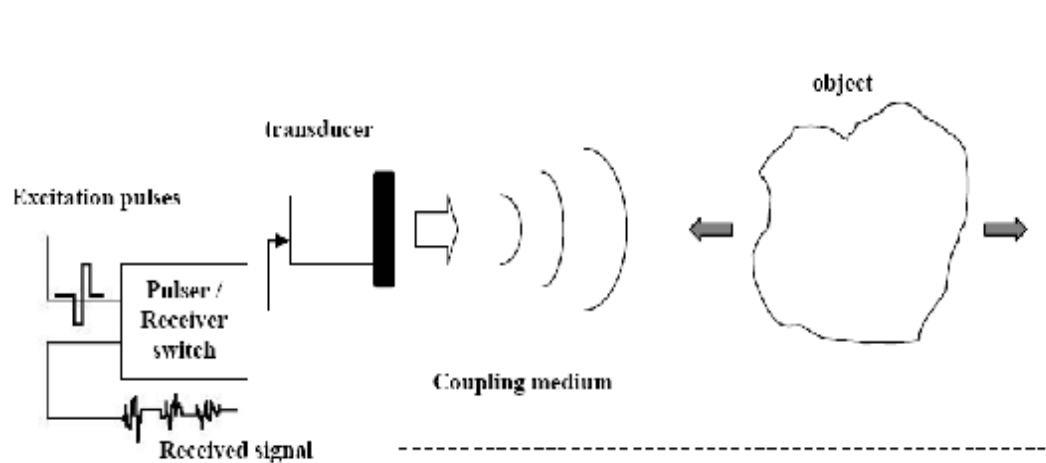 object
transducer
Excitation pulses
Pulser /
Receiver
switch
Coupling medium
Received signal